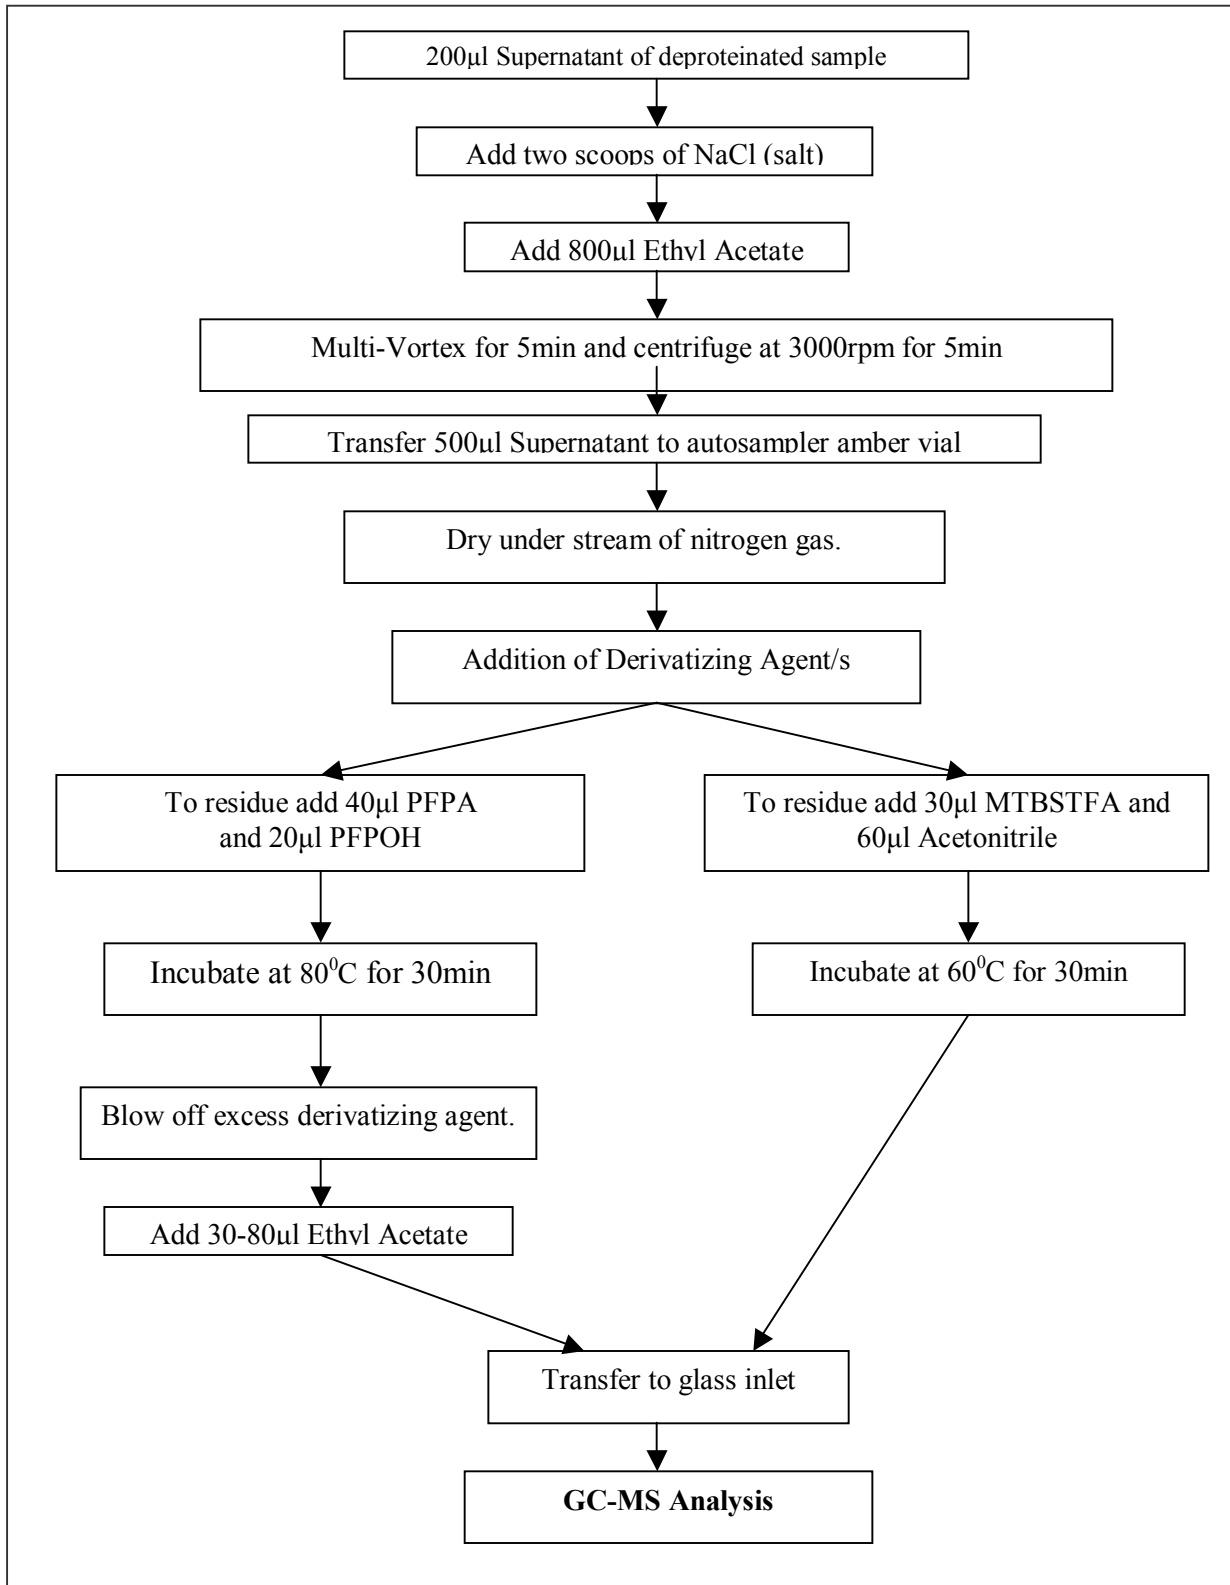 200μl Supernatant of deproteinated sample
Add two scoops of NaCl (salt)
Add 800μl Ethyl Acetate
Multi-Vortex for 5min and centrifuge at 3000rpm for 5min
Transfer 500μl Supernatant to autosampler amber vial
Dry under stream of nitrogen gas.
Addition of Derivatizing Agent/s
To residue add 40μl PFPA
and 20μl PFPOH
To residue add 30μl MTBSTFA and
60μl Acetonitrile
Incubate at 80⁰C for 30min
Incubate at 60⁰C for 30min
Blow off excess derivatizing agent.
Add 30-80μl Ethyl Acetate
Transfer to glass inlet
GC-MS Analysis